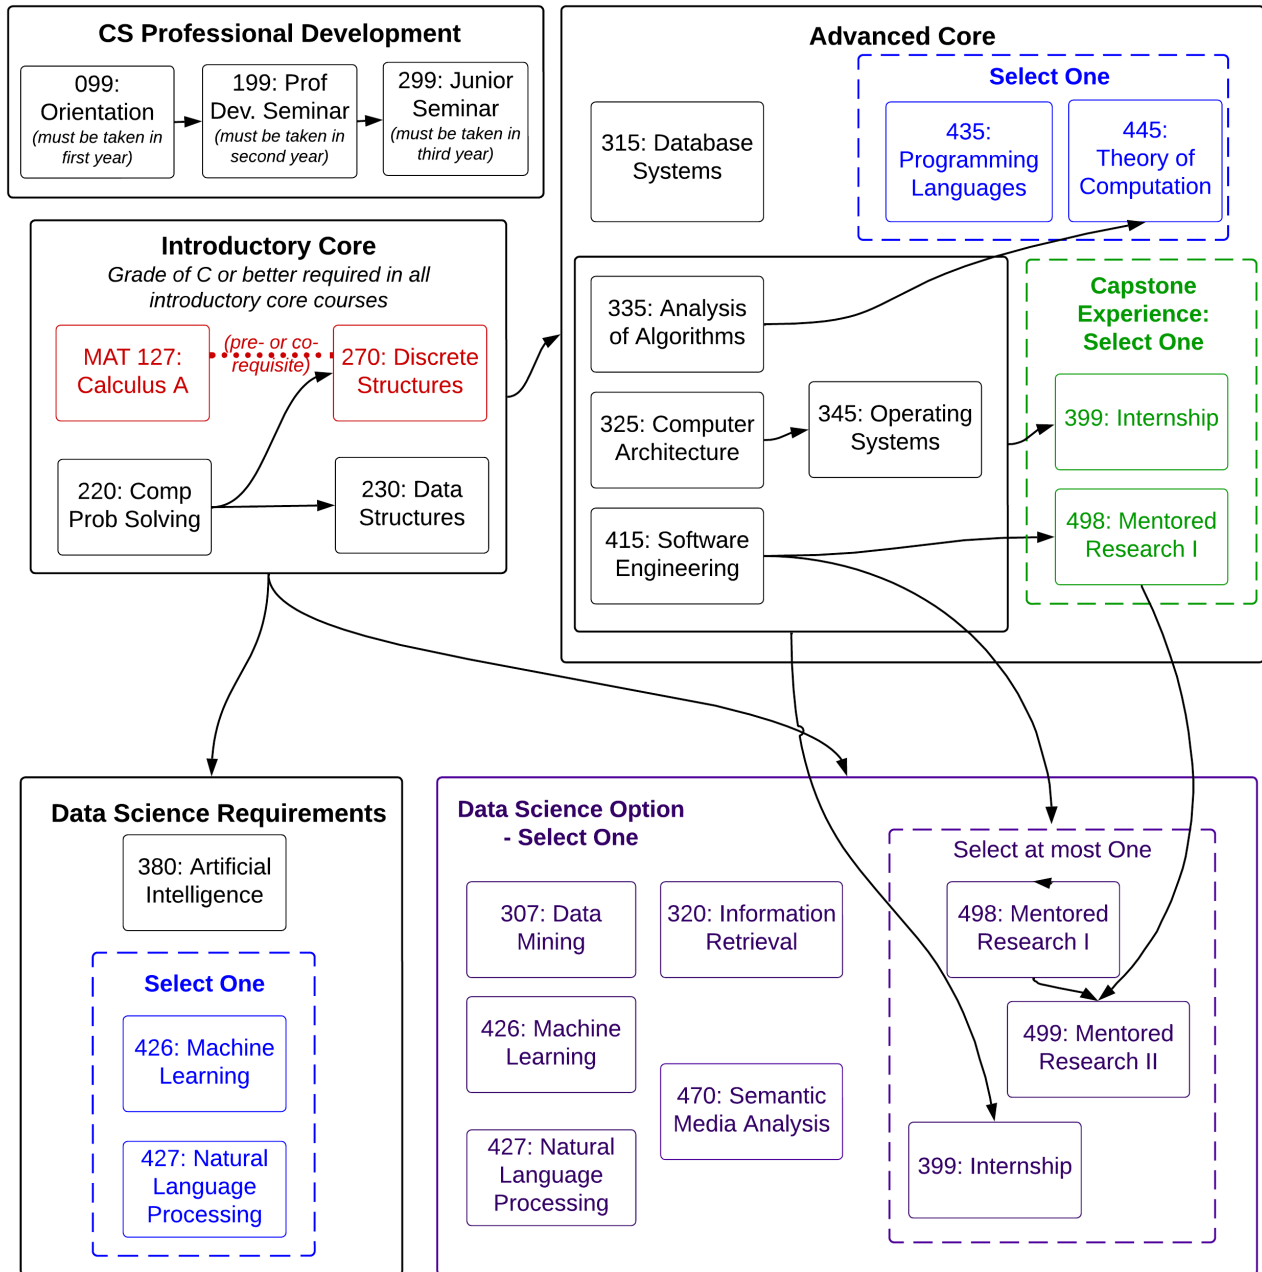 CS Professional Development
099:
Orientation
(must be taken in
first year)
199: Prof
Dev. Seminar
(must be taken in
second year)
299: Junior
Seminar
(must be taken in
third year)
Introductory Core
Grade of C or better required in all
introductory core courses
MAT 127:
Calculus A
(pre- or co-
requisite)
270: Discrete
Structures
220: Comp
Prob Solving
230: Data
Structures
Advanced Core
315: Database
Systems
Select One
435:
Programming
Languages
445:
Theory of
Computation
335: Analysis
of Algorithms
325: Computer
Architecture
345: Operating
Systems
415: Software
Engineering
Capstone
Experience:
Select One
399: Internship
498: Mentored
Research I
Data Science Requirements
380: Artificial
Intelligence
Select One
426: Machine
Learning
427: Natural
Language
Processing
Data Science Option
- Select One
307: Data
Mining
320: Information
Retrieval
426: Machine
Learning
470: Semantic
Media Analysis
427: Natural
Language
Processing
Select at most One
498: Mentored
Research I
499: Mentored
Research II
399: Internship